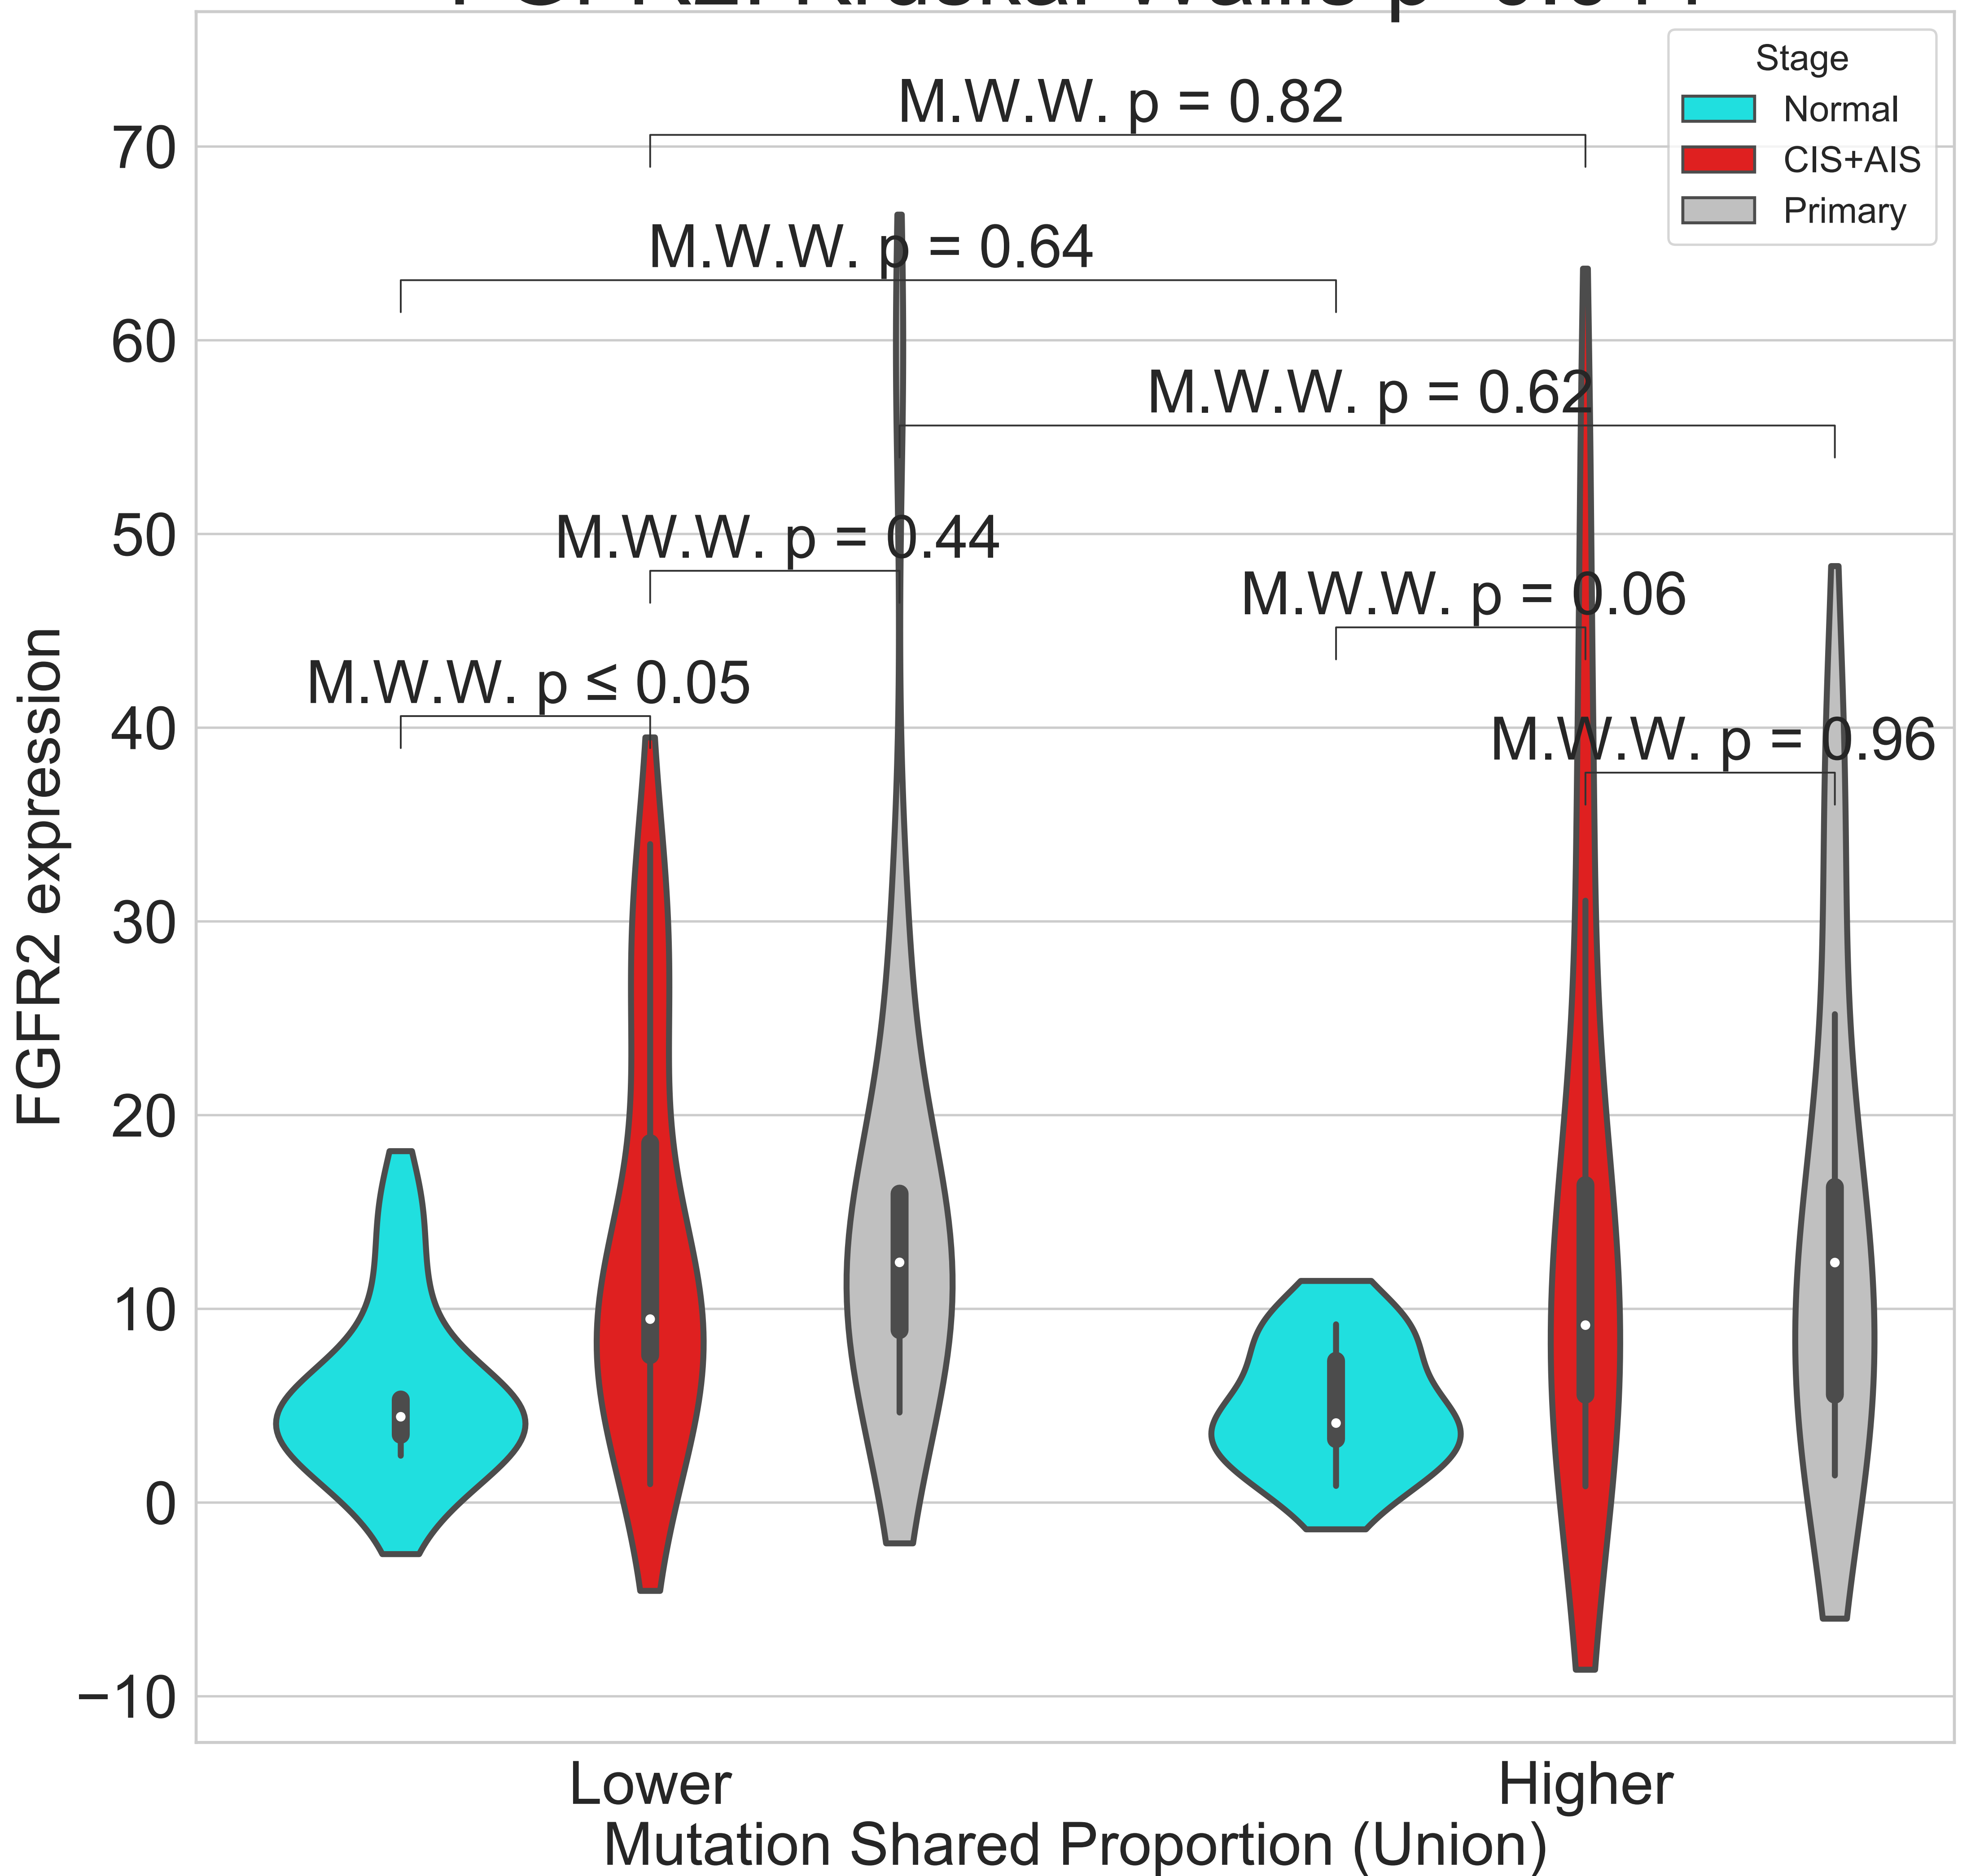 Stage
Normal
CIS+AIS
Primary
M.W.W. p = 0.82
M.W.W. p = 0.64
M.W.W. p = 0.62
M.W.W. p = 0.44
M.W.W. p = 0.06
M.W.W. p ≤ 0.05
M.W.W. p = 0.96
70
60
50
40
30
20
10
0
−10
FGFR2 expression
Lower
Higher
Mutation Shared Proportion (Union)